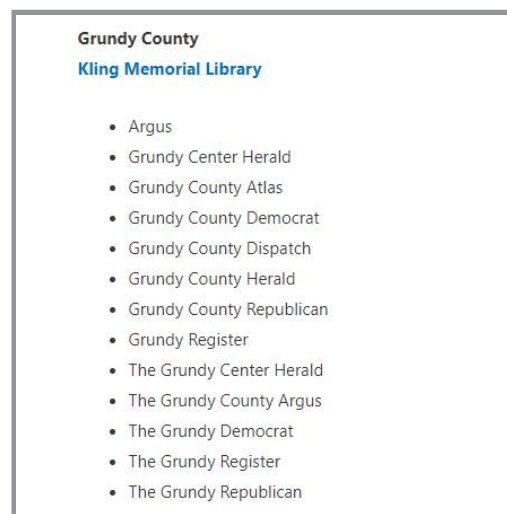 Grundy County
Kling Memorial Library
• Argus
• Grundy Center Herald
• Grundy County Atlas
• Grundy County Democrat
• Grundy County Dispatch
• Grundy County Herald
• Grundy County Republican
• Grundy Register
• The Grundy Center Herald
• The Grundy County Argus
• The Grundy Democrat
• The Grundy Register
• The Grundy Republican